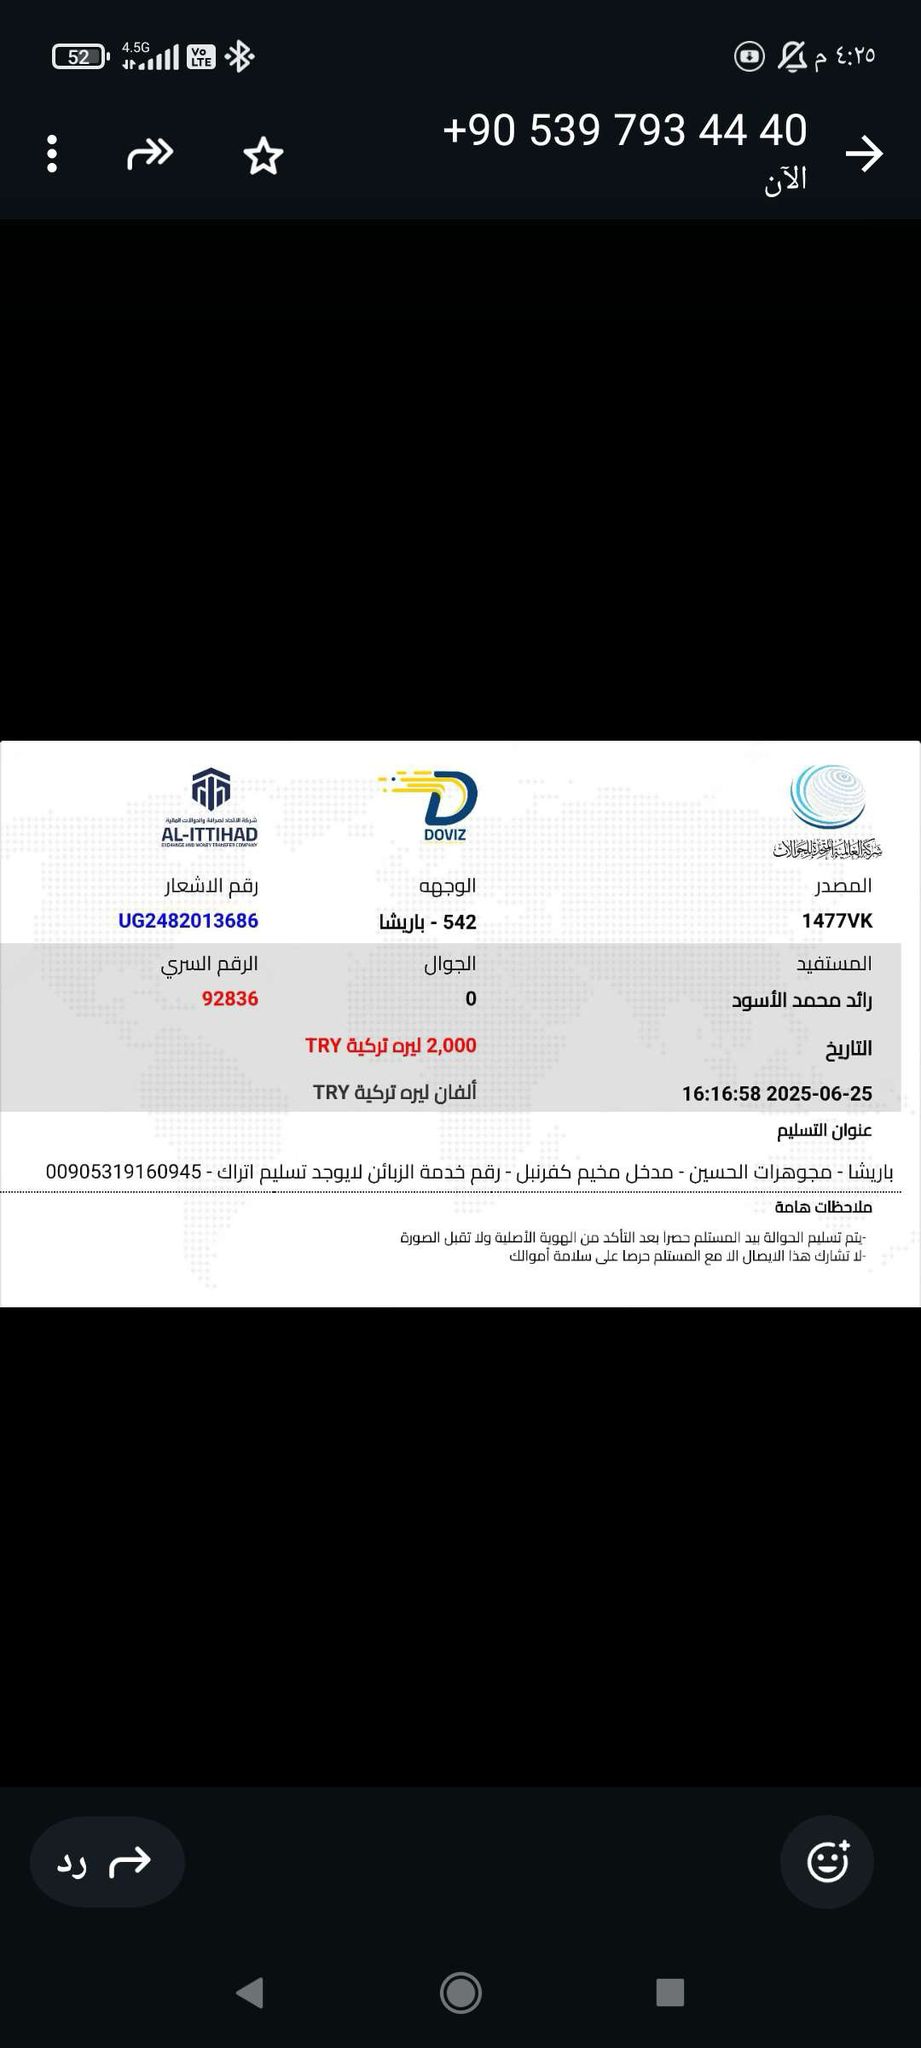 52 4.5G Vo LTE ٤:٢٥ م
+90 539 793 44 40
الآن
شركة الاتحاد للصرافة والحوالات المالية
AL-ITTIHAD
EXCHANGE AND MONEY TRANSFER COMPANY
DOVIZ
شركة العالمية المتحدة للحوالات
المصدر الوجهه رقم الاشعار
1477VK 542 - باريشا UG2482013686
المستفيد الجوال الرقم السري
رائد محمد الأسود 0 92836
التاريخ 2,000 ليره تركية TRY
2025-06-25 16:16:58 ألفان ليره تركية TRY
عنوان التسليم
باريشا - مجوهرات الحسين - مدخل مخيم كفرنبل - رقم خدمة الزبائن لايوجد تسليم اتراك - 00905319160945
ملاحظات هامة
-يتم تسليم الحوالة بيد المستلم حصرا بعد التأكد من الهوية الأصلية ولا تقبل الصورة
-لا تشارك هذا الايصال الا مع المستلم حرصا على سلامة أموالك
رد